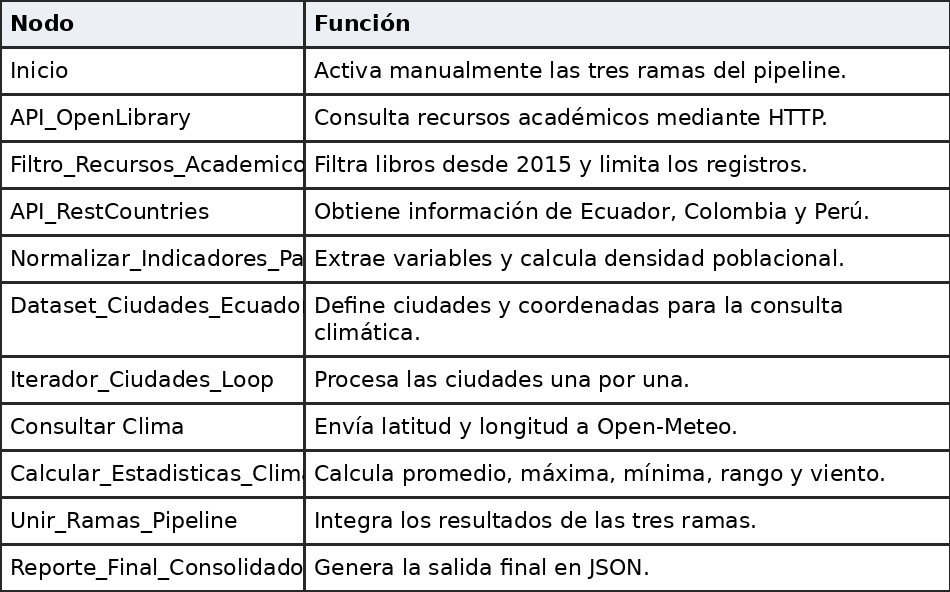 Nodo Función
Inicio Activa manualmente las tres ramas del pipeline.
API_OpenLibrary Consulta recursos académicos mediante HTTP.
Filtro_Recursos_Academico Filtra libros desde 2015 y limita los registros.
API_RestCountries Obtiene información de Ecuador, Colombia y Perú.
Normalizar_Indicadores_Pa Extrae variables y calcula densidad poblacional.
Dataset_Ciudades_Ecuado Define ciudades y coordenadas para la consulta
climática.
Iterador_Ciudades_Loop Procesa las ciudades una por una.
Consultar Clima Envía latitud y longitud a Open-Meteo.
Calcular_Estadisticas_Clima Calcula promedio, máxima, mínima, rango y viento.
Unir_Ramas_Pipeline Integra los resultados de las tres ramas.
Reporte_Final_Consolidado Genera la salida final en JSON.